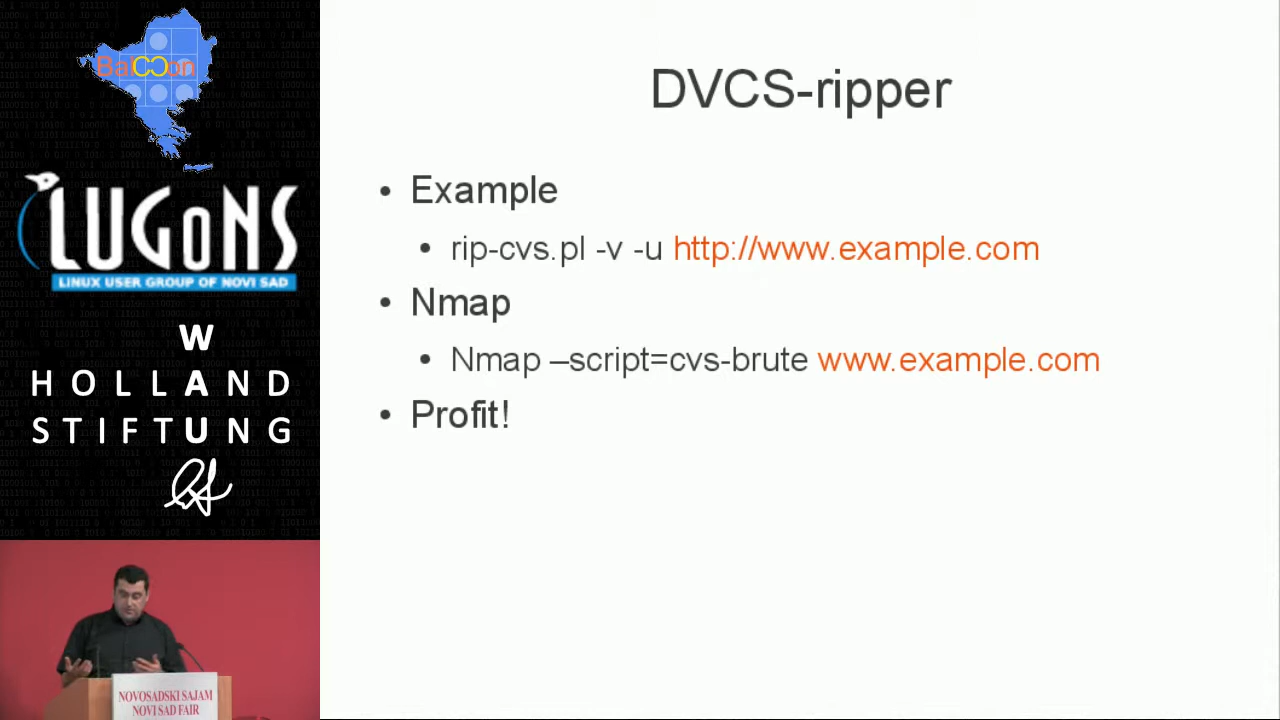 BalCCon
LUGoNS
LINUX USER GROUP OF NOVI SAD
W
HOLLAND
STIFTUNG
NOVOSADSKI SAJAM
NOVI SAD FAIR
DVCS-ripper
• Example
• rip-cvs.pl -v -u http://www.example.com
• Nmap
• Nmap –script=cvs-brute www.example.com
• Profit!